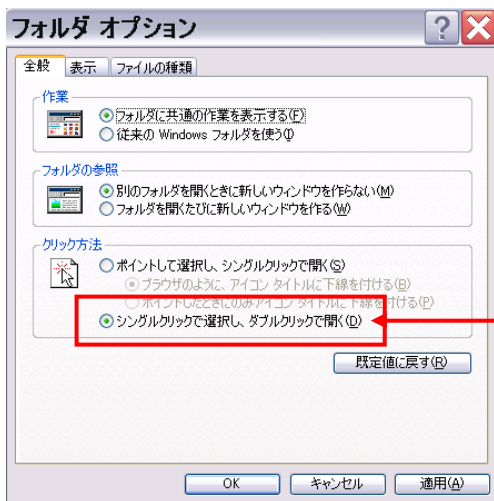 フォルダ オプション
全般 表示 ファイルの種類
作業
フォルダに共通の作業を表示する(F)
従来の Windows フォルダを使う(I)
フォルダの参照
別のフォルダを開くときに新しいウィンドウを作らない(M)
フォルダを開くたびに新しいウィンドウを作る(W)
クリック方法
ポイントして選択し、シングルクリックで開く(S)
ブラウザのように、アイコン タイトルに下線を付ける(B)
ポイントしたときにのみアイコン タイトルに下線を付ける(P)
シングルクリックで選択し、ダブルクリックで開く(D)
既定値に戻す(R)
OK キャンセル 適用(A)